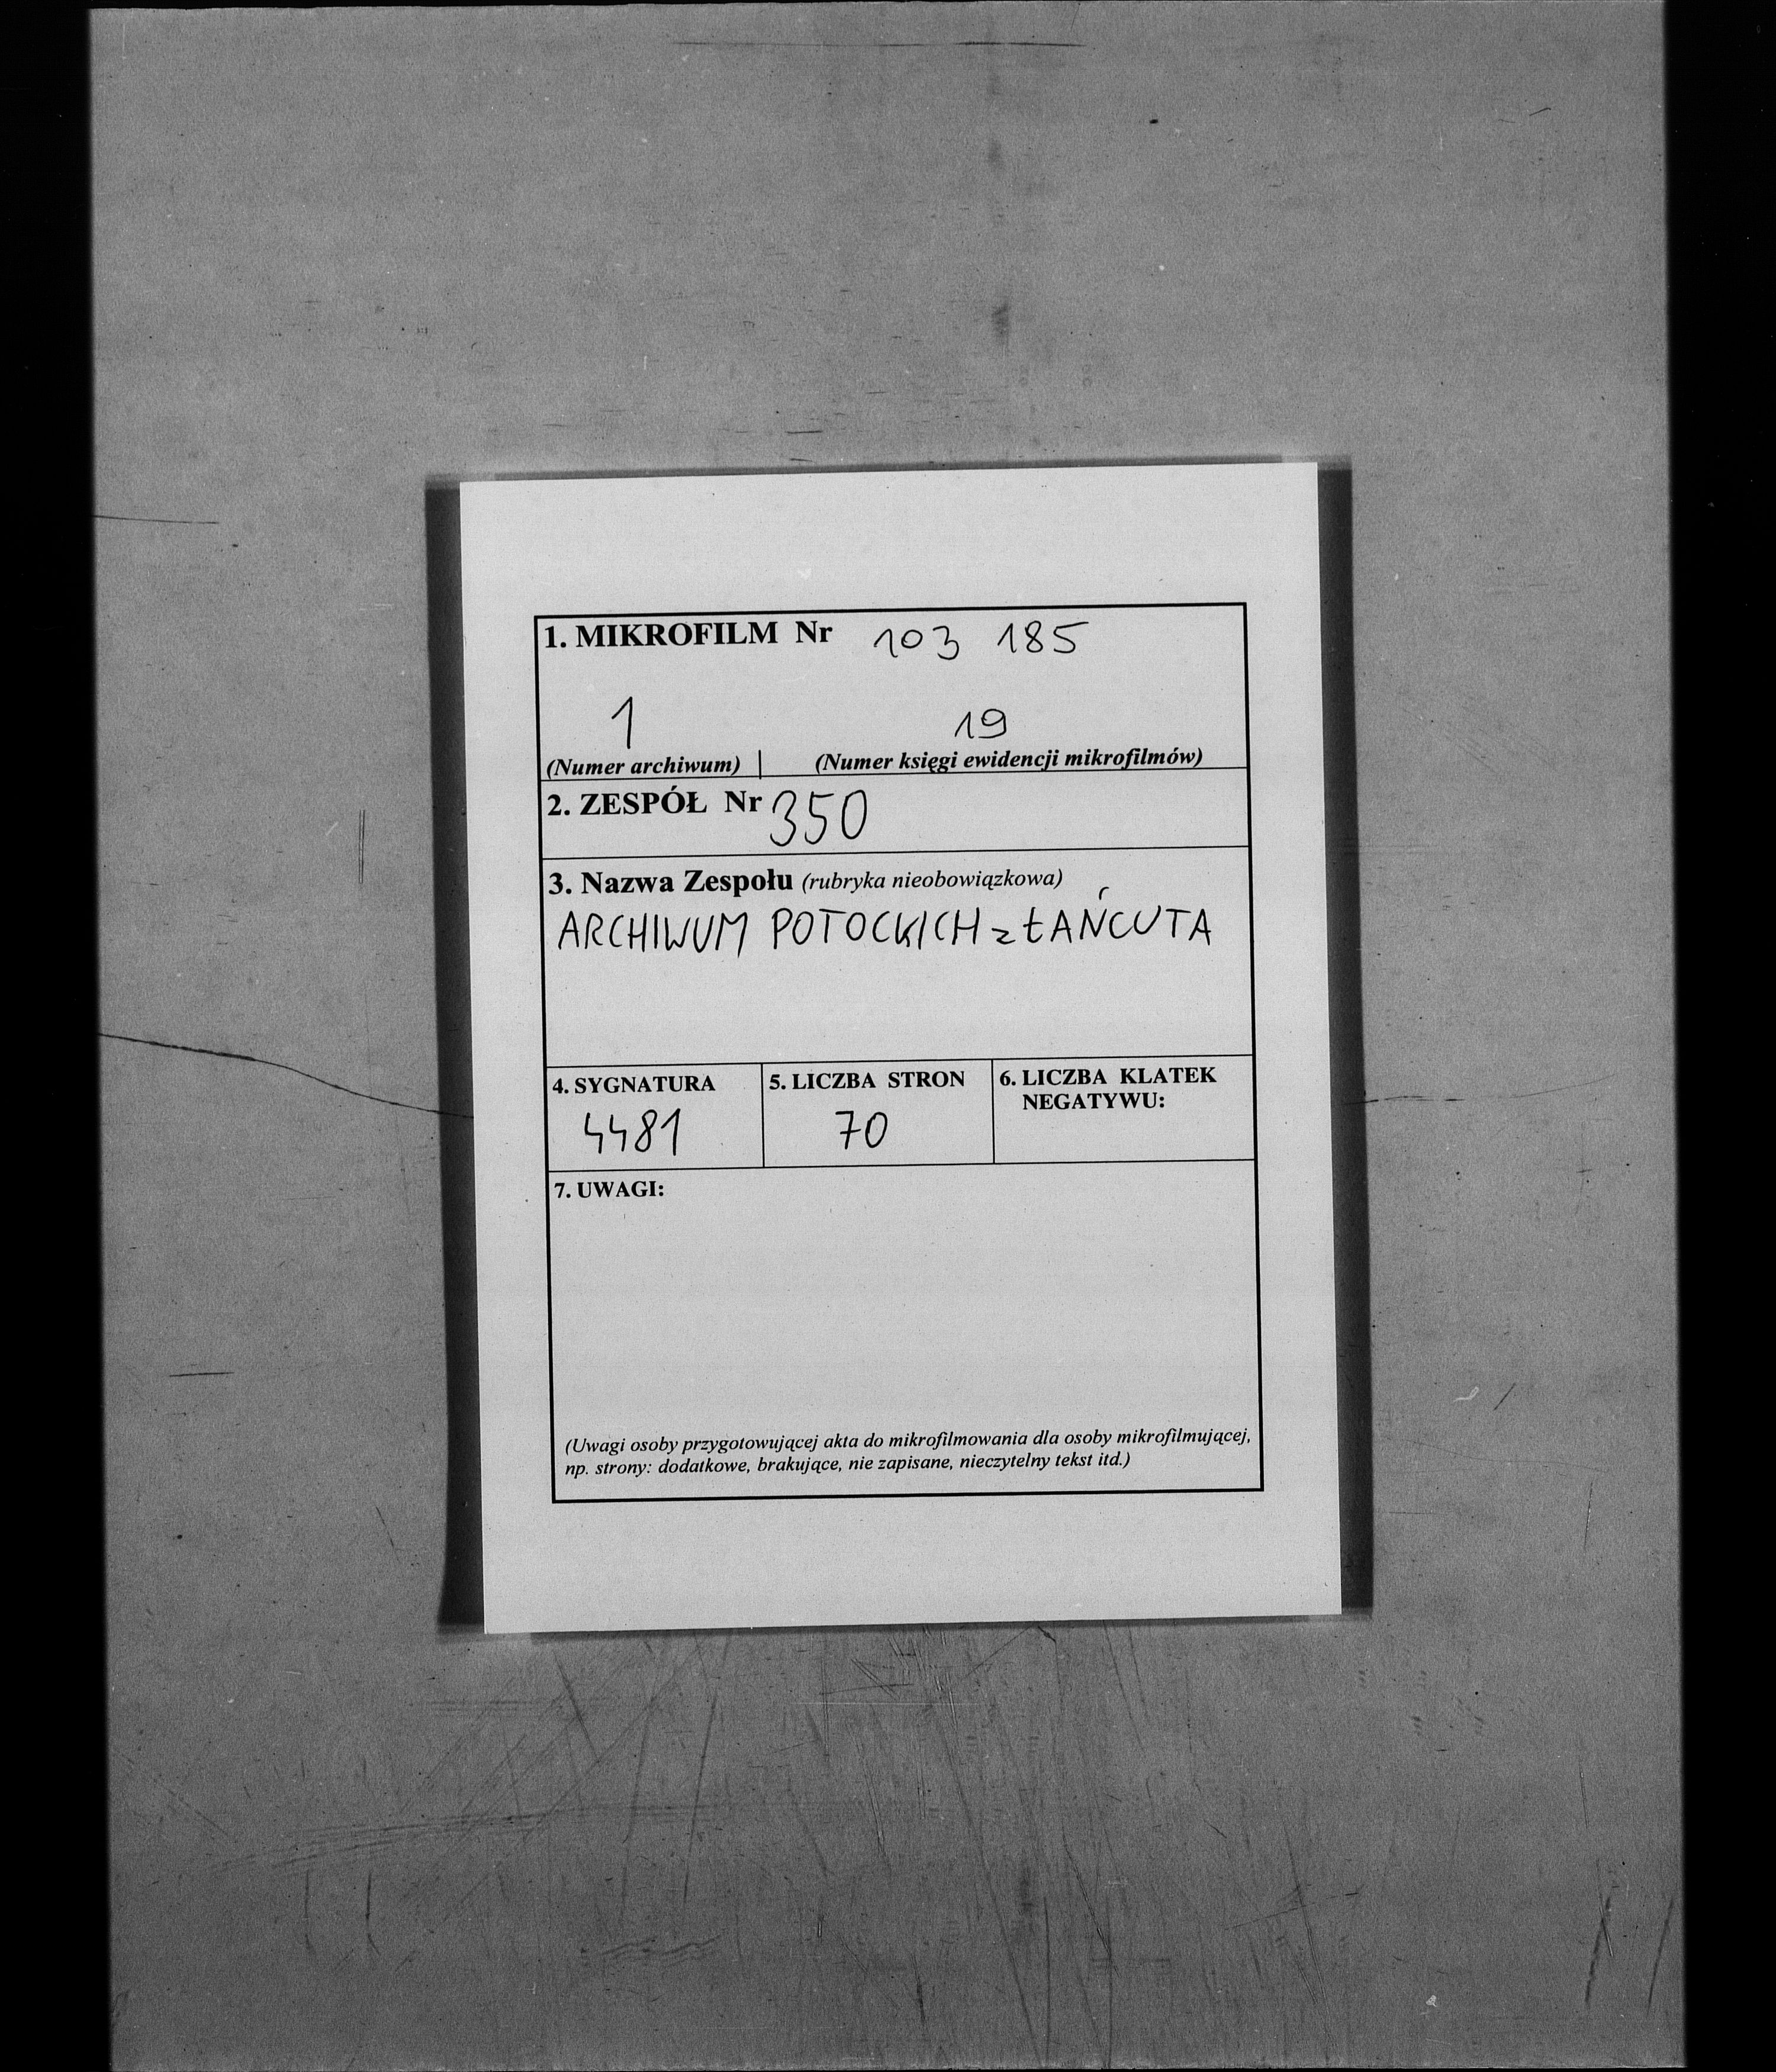 1. MIKROFILM Nr 103 185
1 19
(Numer archiwum) | (Numer księgi ewidencji mikrofilmów)
2. ZESPÓŁ Nr 350
3. Nazwa Zespołu (rubryka nieobowiązkowa)
ARCHIWUM POTOCKICH z ŁAŃCUTA
4. SYGNATURA
4481
5. LICZBA STRON
70
6. LICZBA KLATEK
NEGATYWU:
7. UWAGI:
(Uwagi osoby przygotowującej akta do mikrofilmowania dla osoby mikrofilmującej,
np. strony: dodatkowe, brakujące, nie zapisane, nieczytelny tekst itd.)